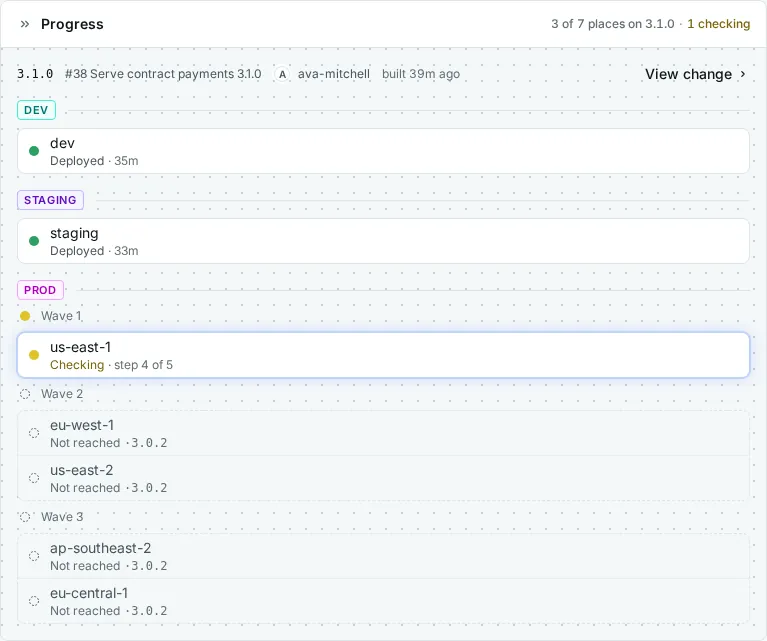 Progress
3 of 7 places on 3.1.0 · 1 checking
3.1.0 #38 Serve contract payments 3.1.0 A ava-mitchell built 39m ago View change
DEV
dev
Deployed · 35m
STAGING
staging
Deployed · 33m
PROD
Wave 1
us-east-1
Checking · step 4 of 5
Wave 2
eu-west-1
Not reached · 3.0.2
us-east-2
Not reached · 3.0.2
Wave 3
ap-southeast-2
Not reached · 3.0.2
eu-central-1
Not reached · 3.0.2